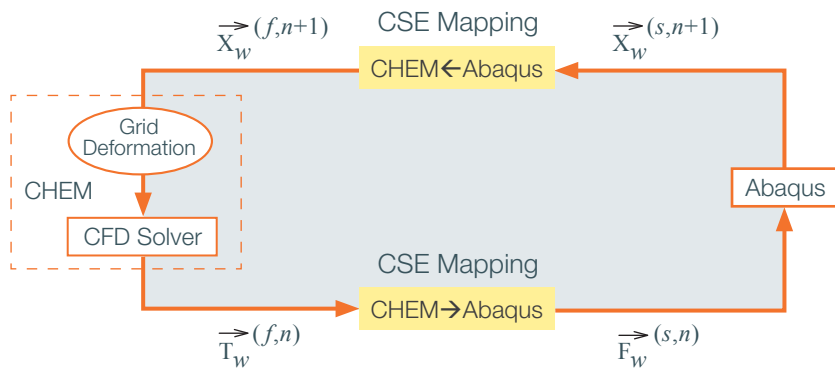 CSE Mapping
X_w^(f,n+1)
X_w^(s,n+1)
CHEM←Abaqus
Grid
Deformation
CHEM
Abaqus
CFD Solver
CSE Mapping
CHEM→Abaqus
T_w^(f,n)
F_w^(s,n)